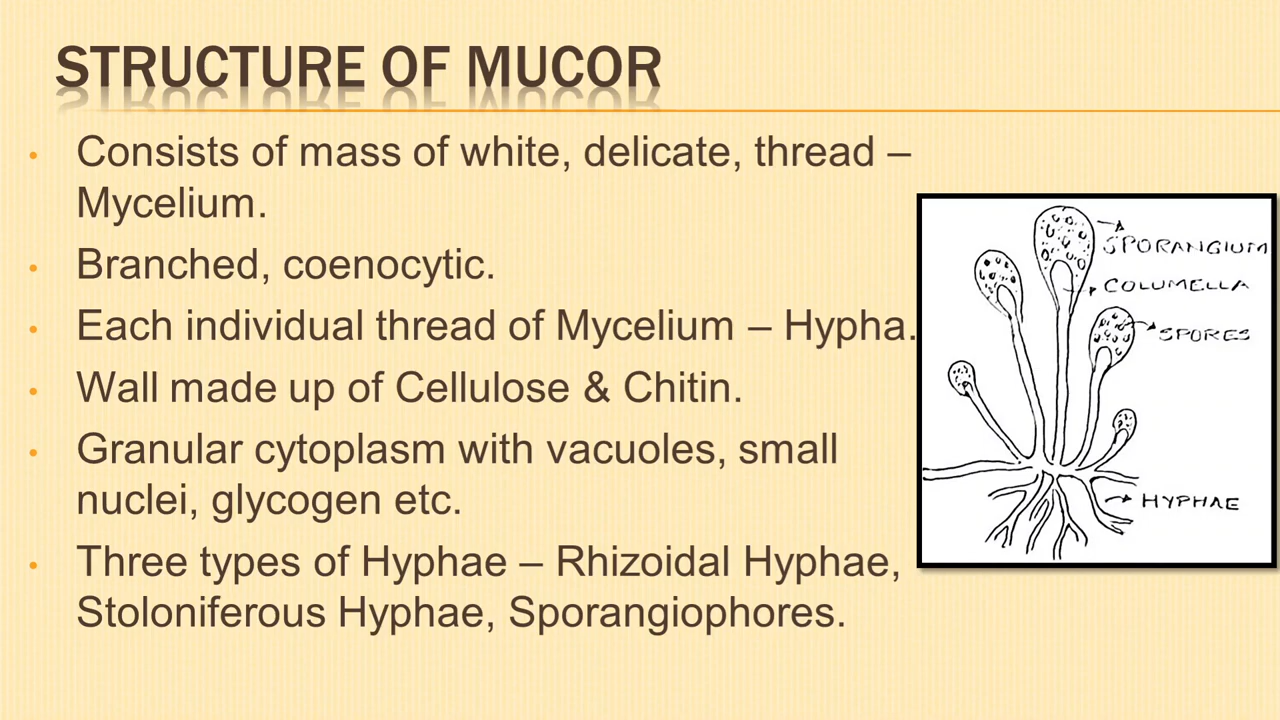 STRUCTURE OF MUCOR
• Consists of mass of white, delicate, thread –
Mycelium.
• Branched, coenocytic.
• Each individual thread of Mycelium – Hypha.
• Wall made up of Cellulose & Chitin.
• Granular cytoplasm with vacuoles, small
nuclei, glycogen etc.
• Three types of Hyphae – Rhizoidal Hyphae,
Stoloniferous Hyphae, Sporangiophores.
SPORANGIUM
COLUMELLA
SPORES
HYPHAE